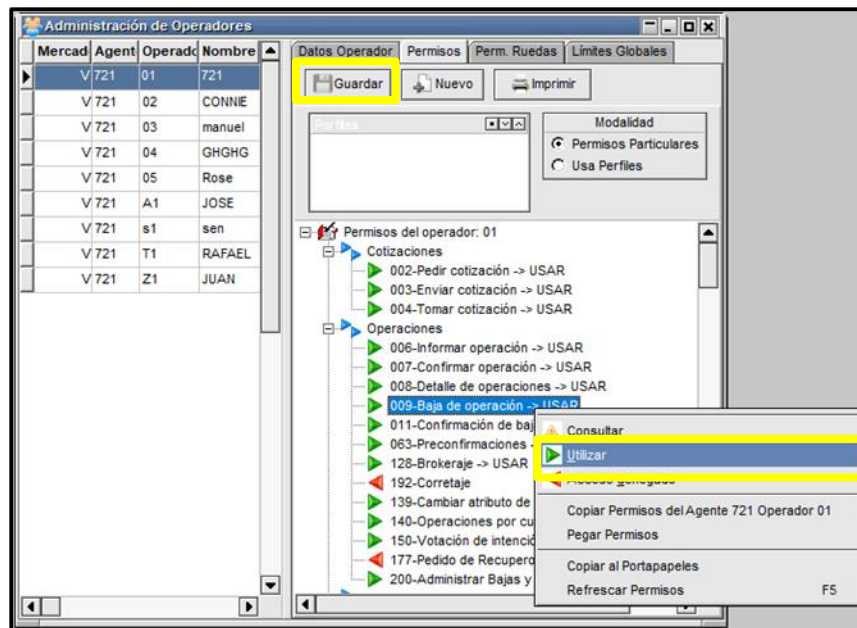 Administración de Operadores
Mercad Agent Operado Nombre
V 721 01 721
V 721 02 CONNIE
V 721 03 manuel
V 721 04 GHGHG
V 721 05 Rose
V 721 A1 JOSE
V 721 s1 sen
V 721 T1 RAFAEL
V 721 Z1 JUAN
Datos Operador Permisos Perm. Ruedas Límites Globales
Guardar Nuevo Imprimir
Perfiles
Modalidad
Permisos Particulares
Usa Perfiles
Permisos del operador: 01
Cotizaciones
002-Pedir cotización -> USAR
003-Enviar cotización -> USAR
004-Tomar cotización -> USAR
Operaciones
006-Informar operación -> USAR
007-Confirmar operación -> USAR
008-Detalle de operaciones -> USAR
009-Baja de operación -> USAR
011-Confirmación de baj
063-Preconfirmaciones -
128-Brokeraje -> USAR
192-Corretaje
139-Cambiar atributo de
140-Operaciones por cu
150-Votación de intenció
177-Pedido de Recupero
200-Administrar Bajas y
Consultar
Utilizar
Acceso denegado
Copiar Permisos del Agente 721 Operador 01
Pegar Permisos
Copiar al Portapapeles
Refrescar Permisos F5